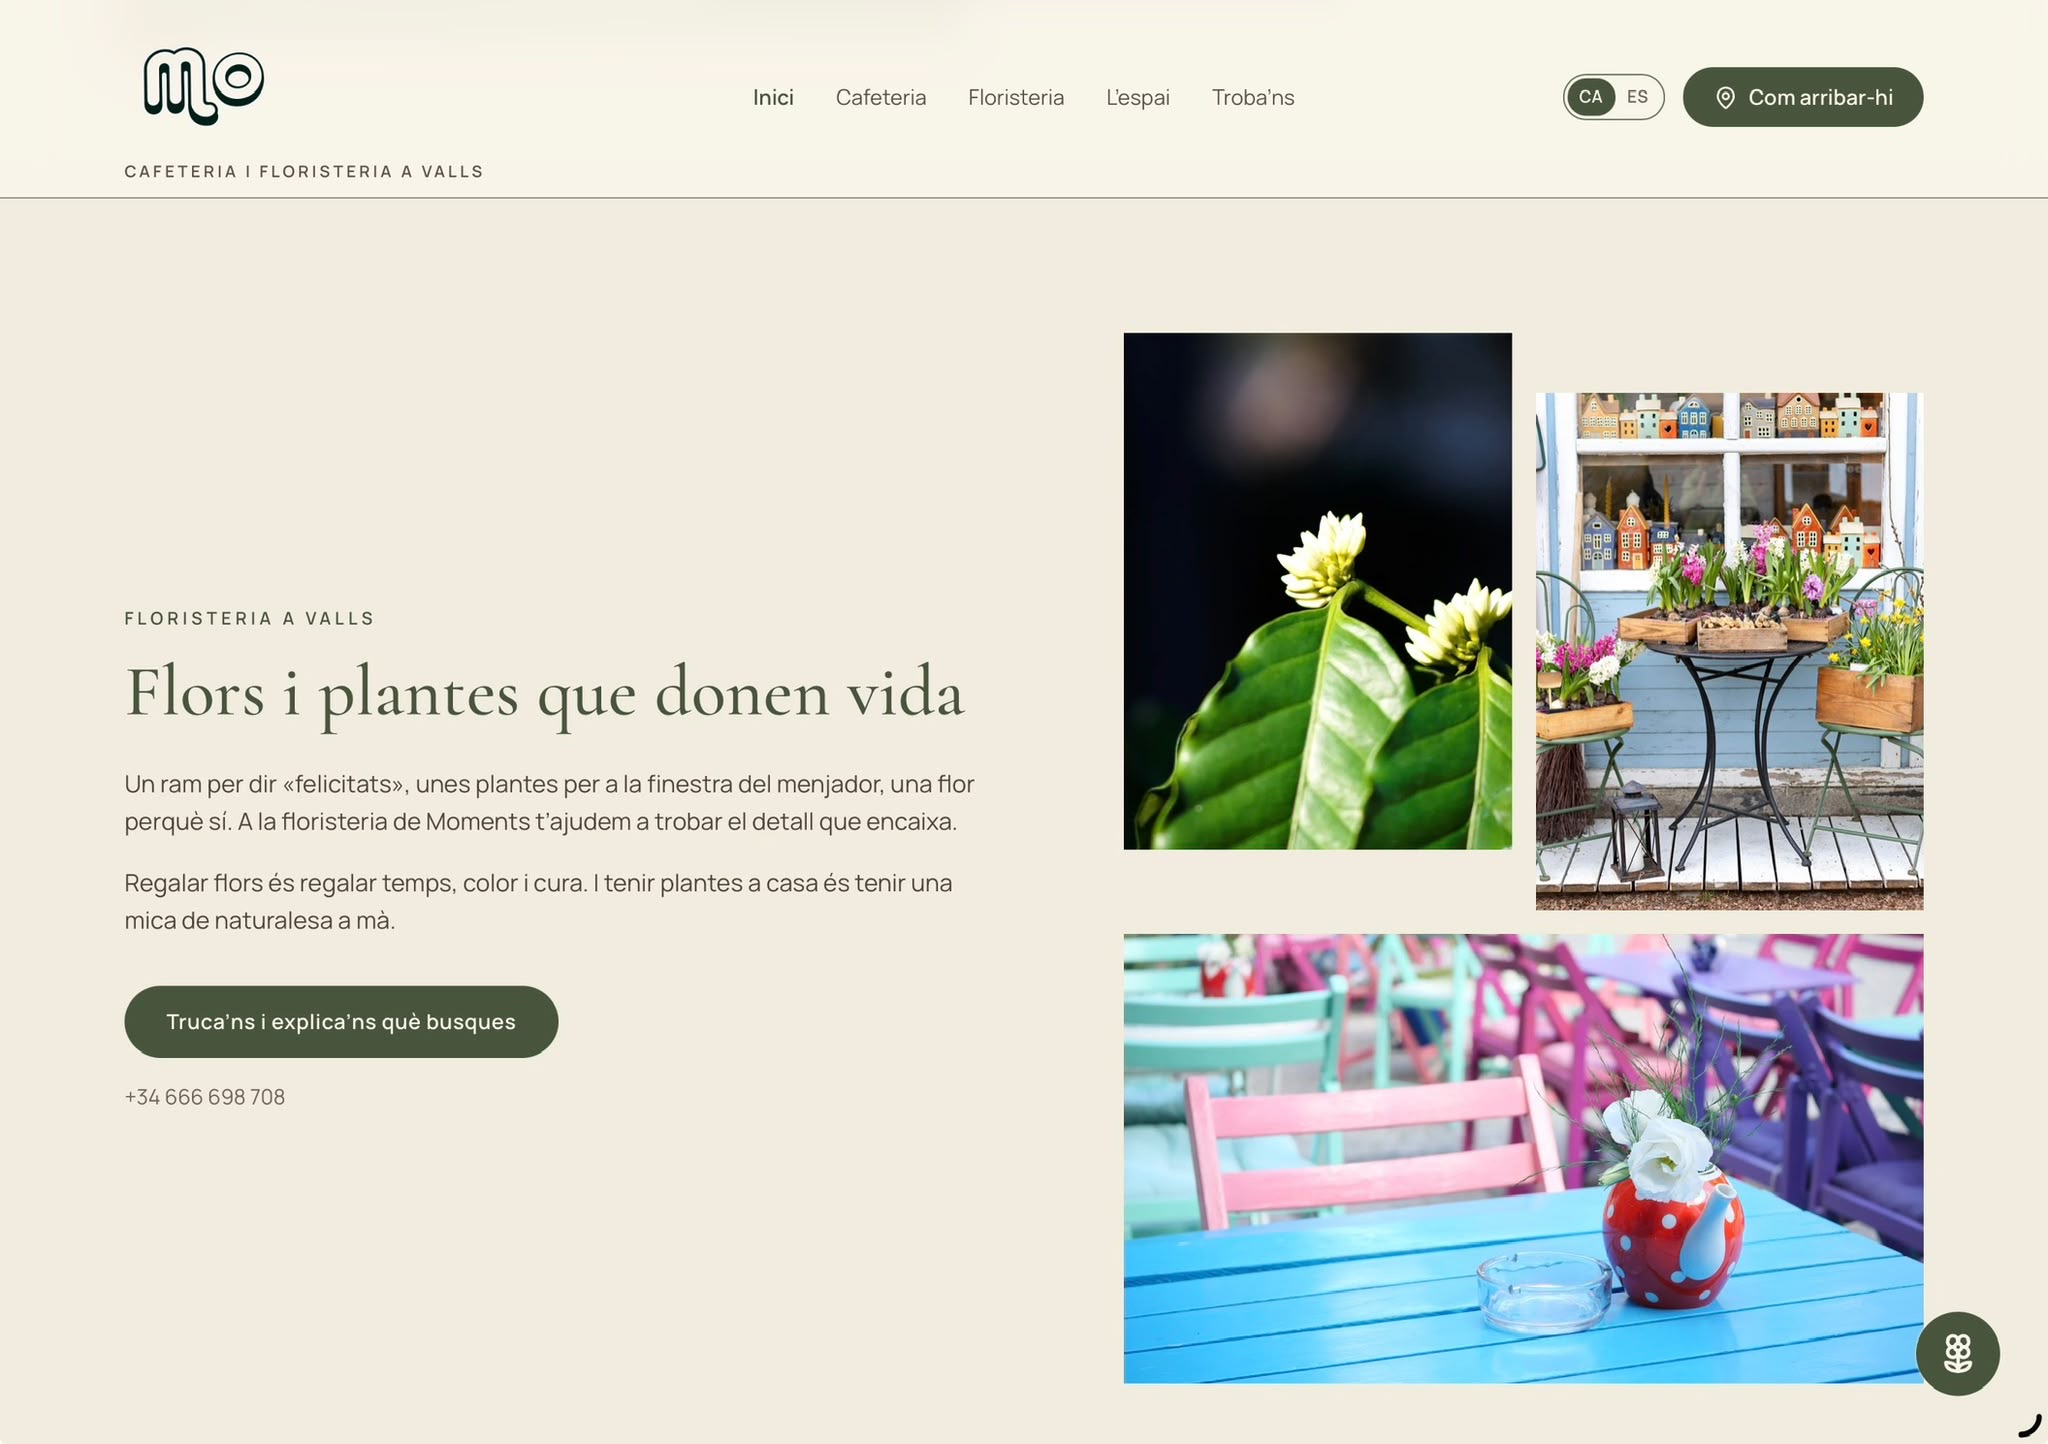 mo
CAFETERIA I FLORISTERIA A VALLS
Inici
Cafeteria
Floristeria
L’espai
Troba’ns
CA
ES
Com arribar-hi
FLORISTERIA A VALLS
Flors i plantes que donen vida
Un ram per dir «felicitats», unes plantes per a la finestra del menjador, una flor
perquè sí. A la floristeria de Moments t’ajudem a trobar el detall que encaixa.
Regalar flors és regalar temps, color i cura. I tenir plantes a casa és tenir una
mica de naturalesa a mà.
Truca’ns i explica’ns què busques
+34 666 698 708